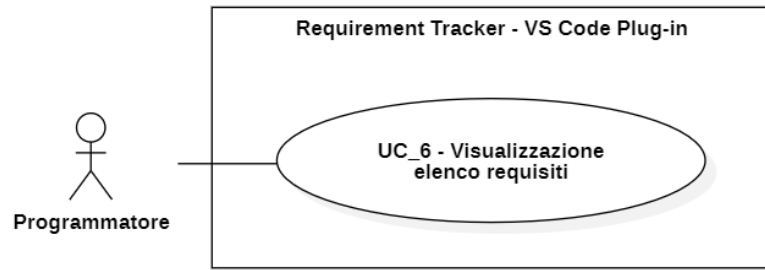 Requirement Tracker - VS Code Plug-in
UC_6 - Visualizzazione
elenco requisiti
Programmatore